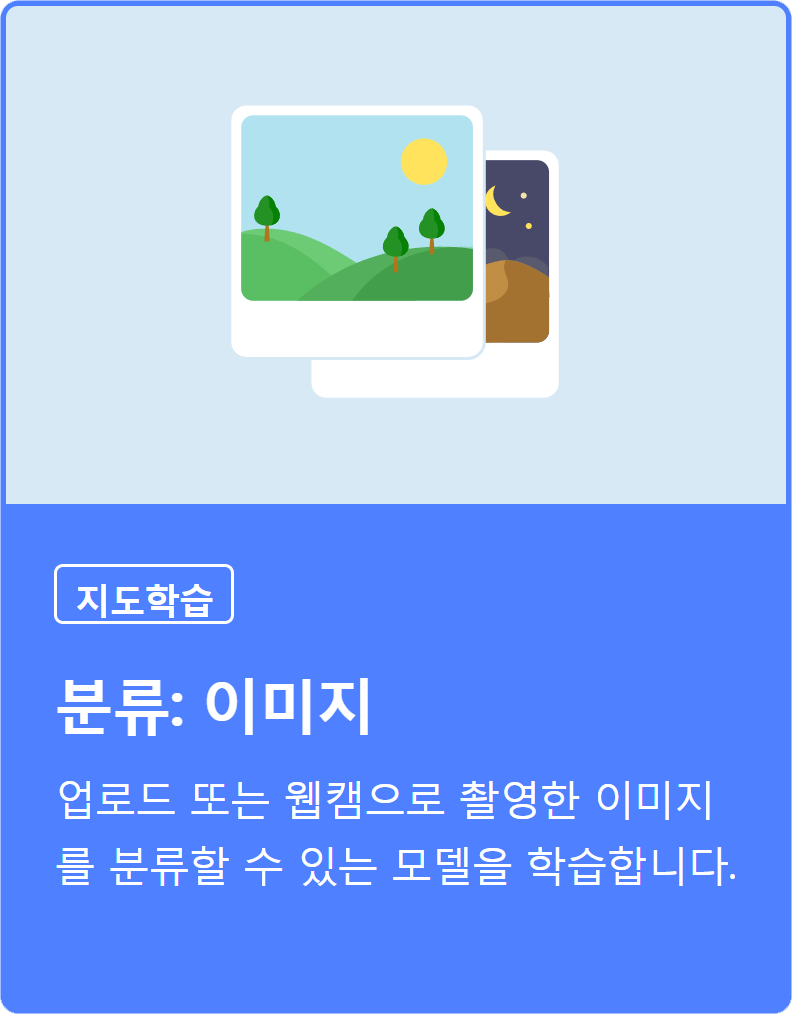 지도학습
분류: 이미지
업로드 또는 웹캠으로 촬영한 이미지
를 분류할 수 있는 모델을 학습합니다.